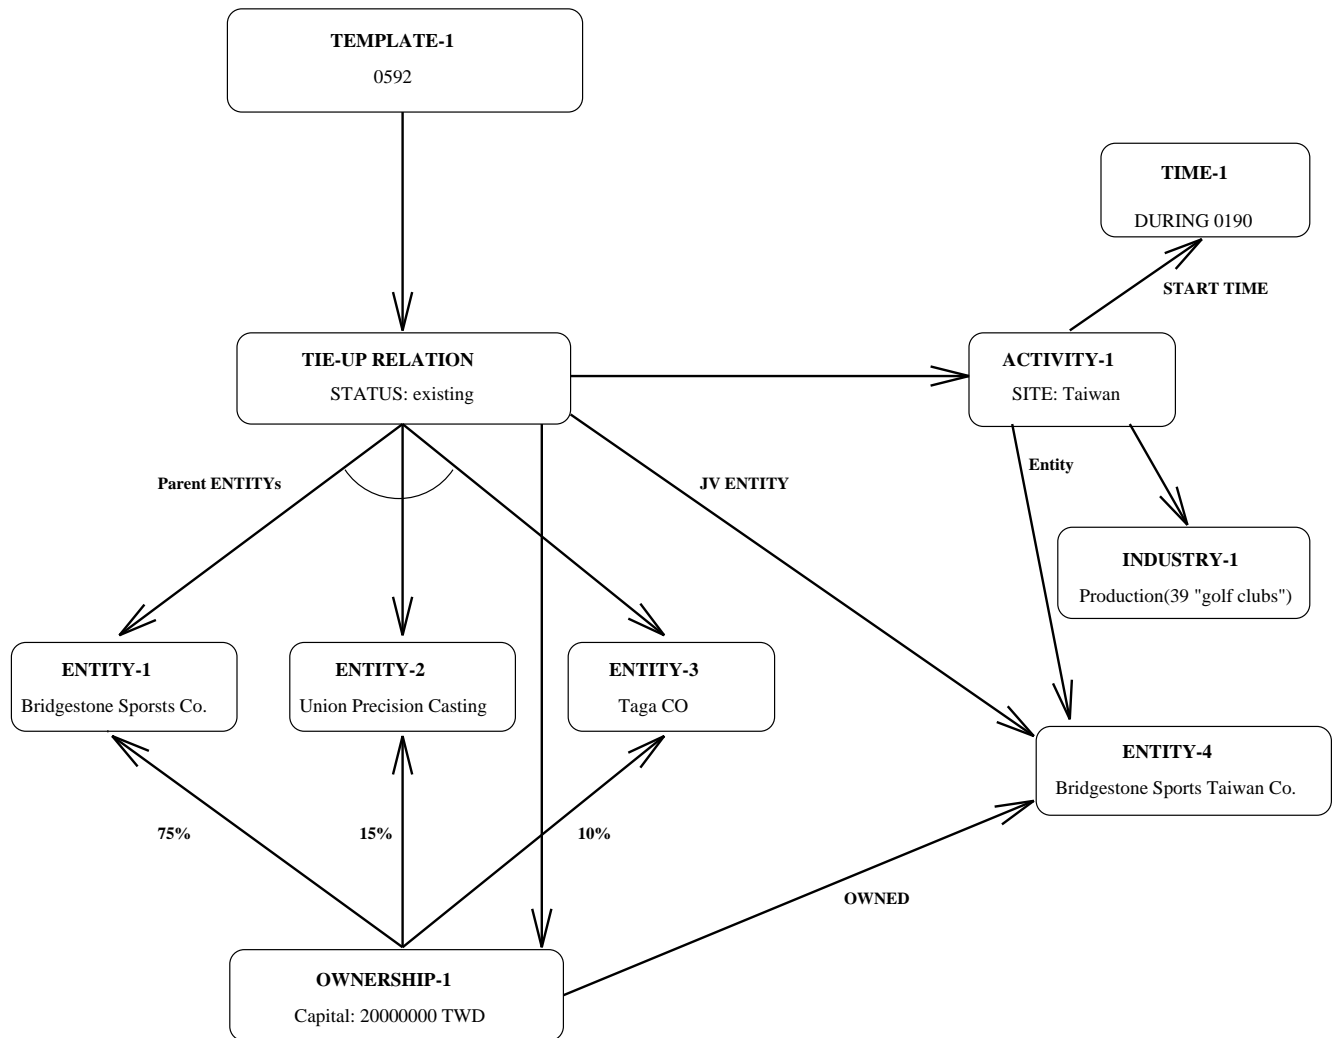 TEMPLATE-1
0592
TIME-1
DURING 0190
START TIME
TIE-UP RELATION
STATUS: existing
ACTIVITY-1
SITE: Taiwan
Parent ENTITYs
JV ENTITY
Entity
INDUSTRY-1
Production(39 "golf clubs")
ENTITY-1
Bridgestone Sporsts Co.
ENTITY-2
Union Precision Casting
ENTITY-3
Taga CO
ENTITY-4
Bridgestone Sports Taiwan Co.
75%
15%
10%
OWNED
OWNERSHIP-1
Capital: 20000000 TWD